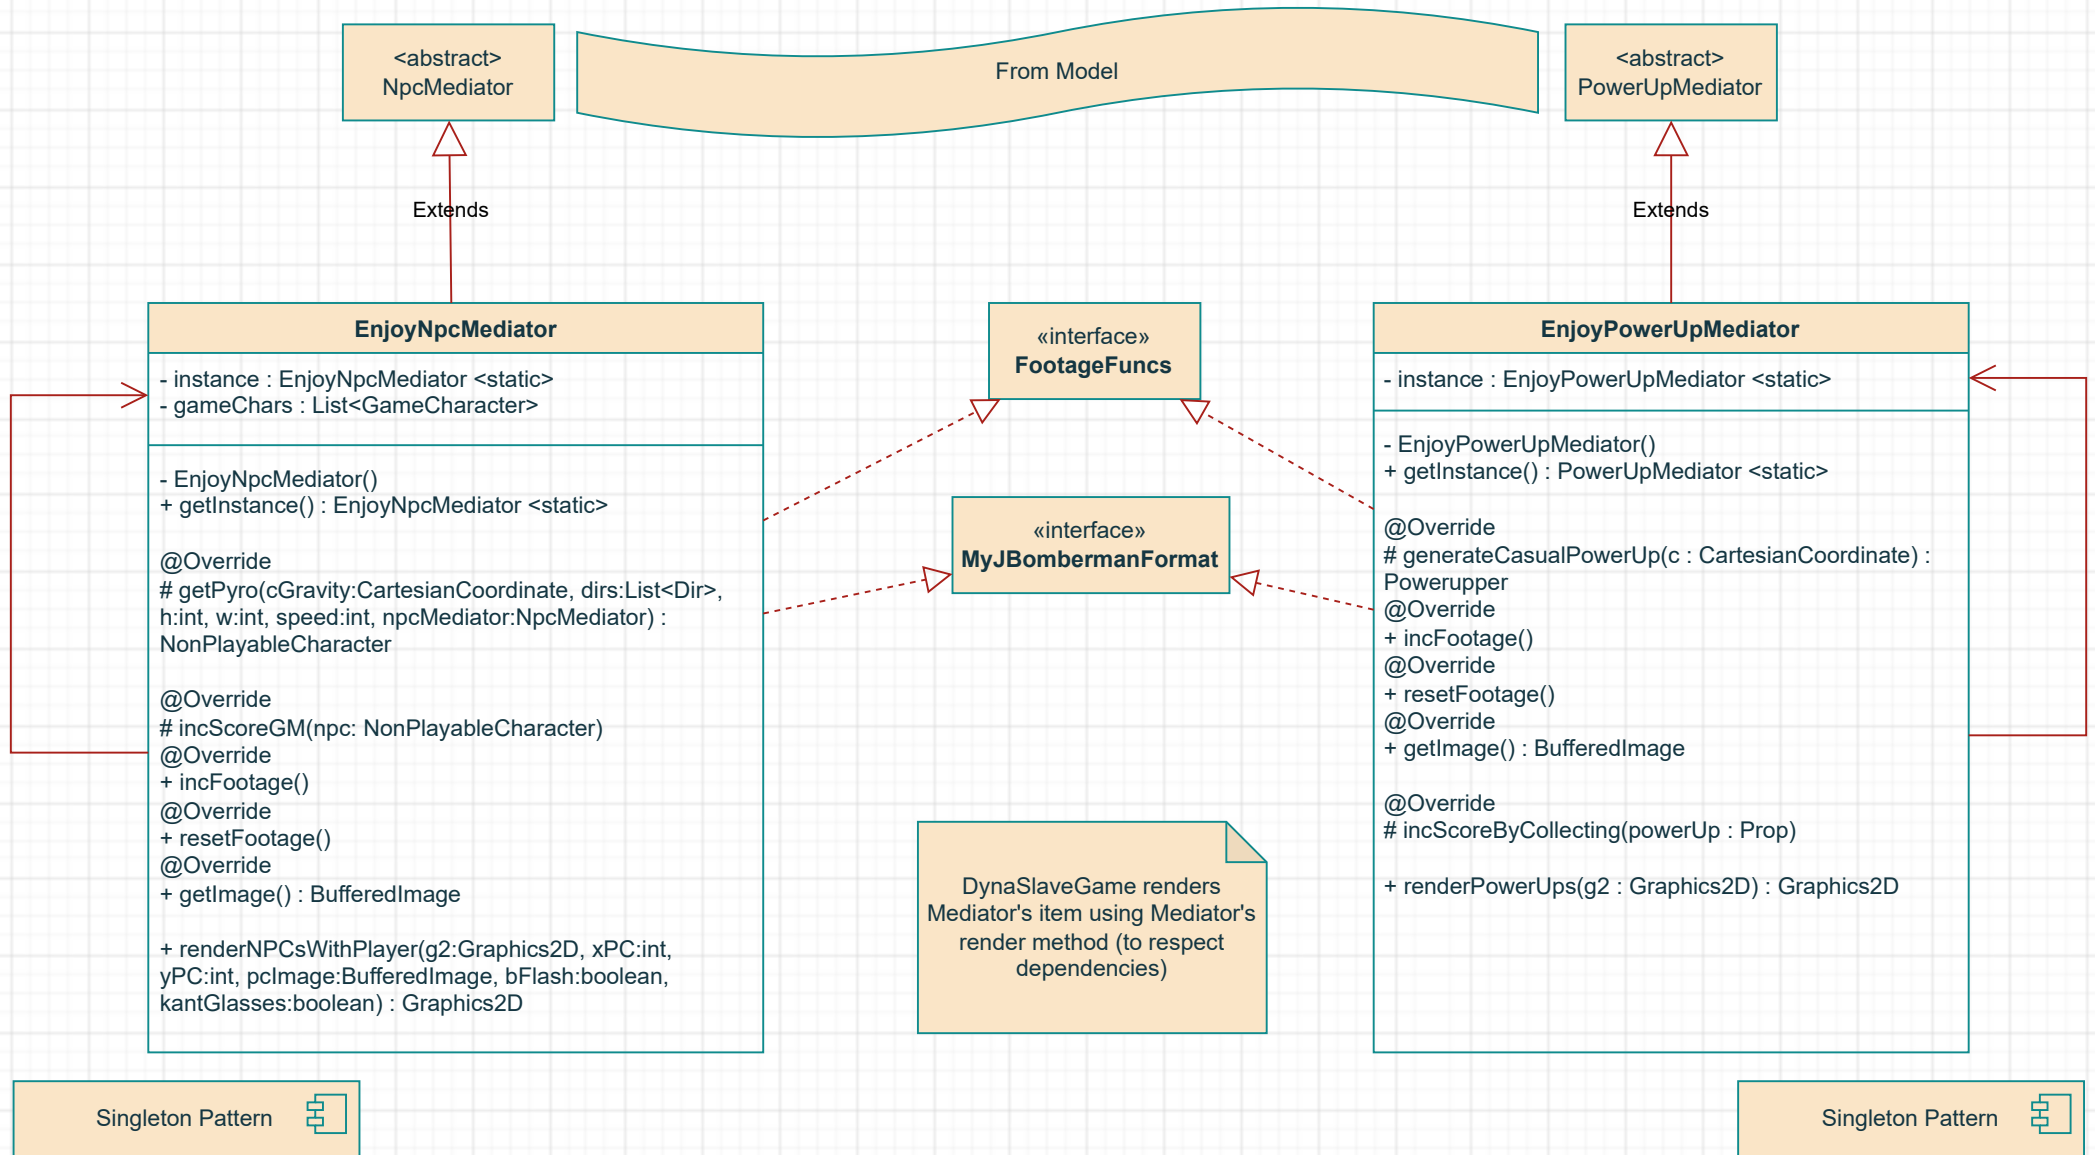 <abstract>
NpcMediator
From Model
<abstract>
PowerUpMediator
Extends
Extends
EnjoyNpcMediator
- instance : EnjoyNpcMediator <static>
- gameChars : List<GameCharacter>
- EnjoyNpcMediator()
+ getInstance() : EnjoyNpcMediator <static>
@Override
# getPyro(cGravity:CartesianCoordinate, dirs:List<Dir>,
h:int, w:int, speed:int, npcMediator:NpcMediator) :
NonPlayableCharacter
@Override
# incScoreGM(npc: NonPlayableCharacter)
@Override
+ incFootage()
@Override
+ resetFootage()
@Override
+ getImage() : BufferedImage
+ renderNPCsWithPlayer(g2:Graphics2D, xPC:int,
yPC:int, pcImage:BufferedImage, bFlash:boolean,
kantGlasses:boolean) : Graphics2D
«interface»
FootageFuncs
«interface»
MyJBombermanFormat
DynaSlaveGame renders
Mediator's item using Mediator's
render method (to respect
dependencies)
EnjoyPowerUpMediator
- instance : EnjoyPowerUpMediator <static>
- EnjoyPowerUpMediator()
+ getInstance() : PowerUpMediator <static>
@Override
# generateCasualPowerUp(c : CartesianCoordinate) :
Powerupper
@Override
+ incFootage()
@Override
+ resetFootage()
@Override
+ getImage() : BufferedImage
@Override
# incScoreByCollecting(powerUp : Prop)
+ renderPowerUps(g2 : Graphics2D) : Graphics2D
Singleton Pattern
Singleton Pattern